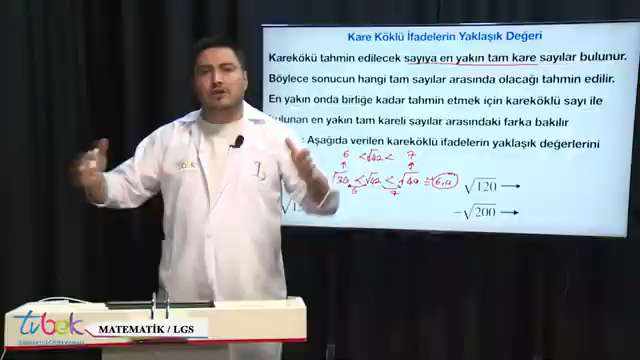 Kare Köklü İfadelerin Yaklaşık Değeri
Karekökü tahmin edilecek sayıya en yakın tam kare sayılar bulunur.
Böylece sonucun hangi tam sayılar arasında olacağı tahmin edilir.
En yakın onda birliğe kadar tahmin etmek için kareköklü sayı ile
bulunan en yakın tam kareli sayılar arasındaki farka bakılır
: Aşağıda verilen kareköklü ifadelerin yaklaşık değerlerini
6 <√42< 7
√36 <√42 < √49
6 7
√120 →
-√200 →
tvbek
MATEMATİK / LGS